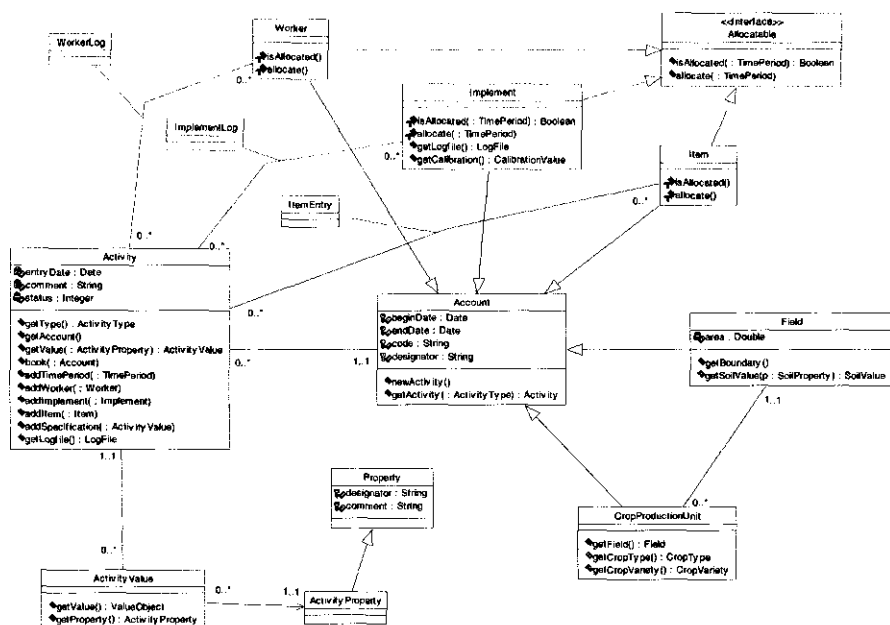 WorkerLog
Worker
isAllocated()
allocate()
0..*
<<Interface>>
Allocatable
isAllocated( : TimePeriod) : Boolean
allocate( : TimePeriod)
ImplementLog
Implement
isAllocated( : TimePeriod) : Boolean
allocate( : TimePeriod)
getLogfile() : LogFile
getCalibration() : CalibrationValue
0..*
Item
isAllocated()
allocate()
0..*
ItemEntry
0..*
0..*
Activity
entryDate : Date
comment : String
status : Integer
getType() : ActivityType
getAccount()
getValue( : ActivityProperty) : ActivityValue
book( : Account)
addTimePeriod( : TimePeriod)
addWorker( : Worker)
addImplement( : Implement)
addItem( : Item)
addSpecification( : ActivityValue)
getLogfile() : LogFile
0..*
0..*
1..1
Account
beginDate : Date
endDate : Date
code : String
designator : String
newActivity()
getActivity( : ActivityType) : Activity
Field
area : Double
getBoundary()
getSoilValue(p : SoilProperty) : SoilValue
1..1
1..1
0..*
Property
designator : String
comment : String
0..*
CropProductionUnit
getField() : Field
getCropType() : CropType
getCropVariety() : CropVariety
ActivityValue
getValue() : ValueObject
getProperty() : ActivityProperty
0..*
1..1
ActivityProperty